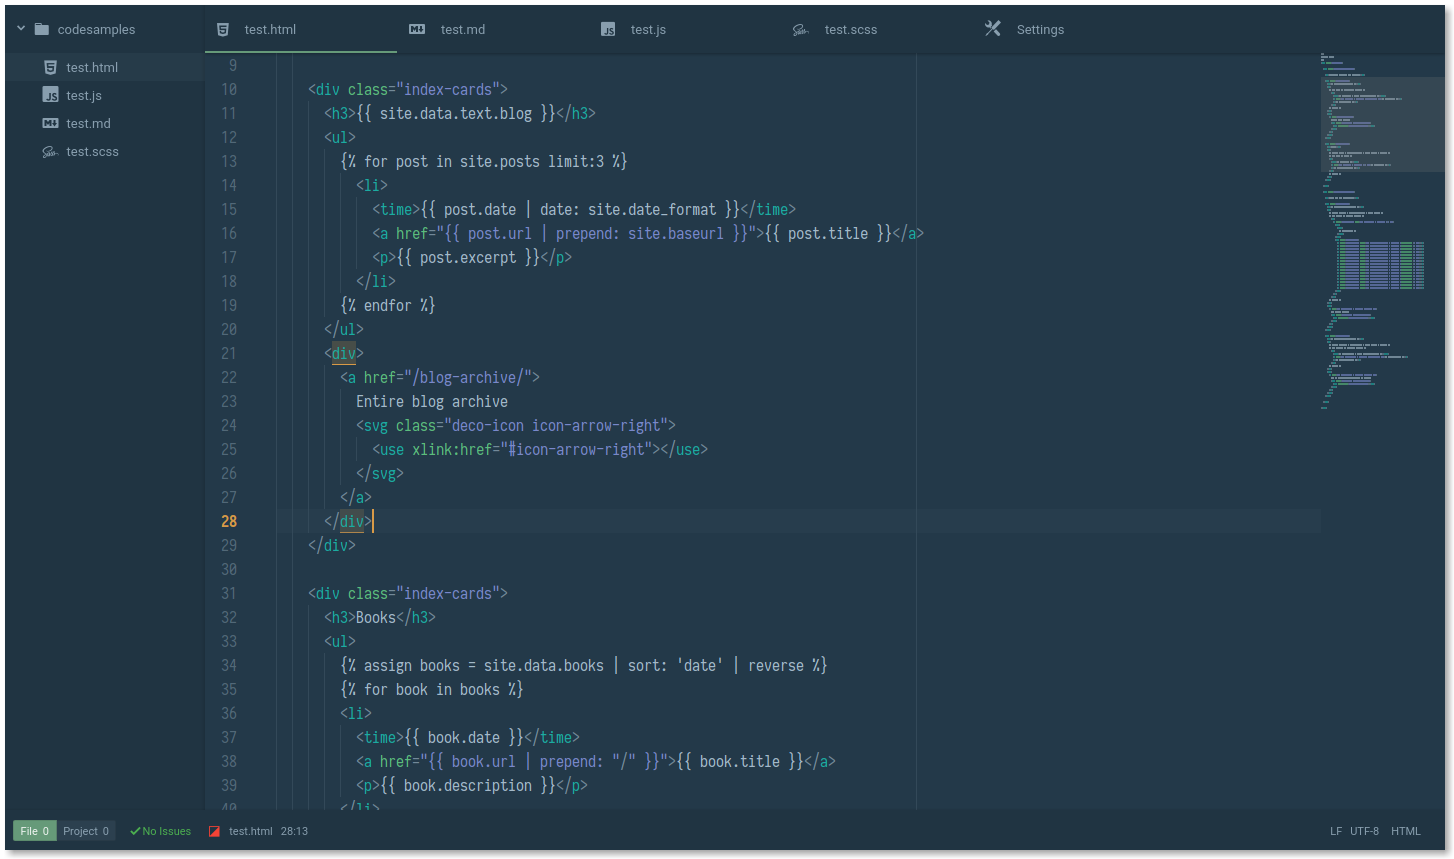 codesamples
test.html
test.md
test.js
test.scss
Settings
test.html
test.js
test.md
test.scss
9
10 <div class="index-cards">
11 <h3>{{ site.data.text.blog }}</h3>
12 <ul>
13 {% for post in site.posts limit:3 %}
14 <li>
15 <time>{{ post.date | date: site.date_format }}</time>
16 <a href="{{ post.url | prepend: site.baseurl }}">{{ post.title }}</a>
17 <p>{{ post.excerpt }}</p>
18 </li>
19 {% endfor %}
20 </ul>
21 <div>
22 <a href="/blog-archive/">
23 Entire blog archive
24 <svg class="deco-icon icon-arrow-right">
25 <use xlink:href="#icon-arrow-right"></use>
26 </svg>
27 </a>
28 </div>
29 </div>
30
31 <div class="index-cards">
32 <h3>Books</h3>
33 <ul>
34 {% assign books = site.data.books | sort: 'date' | reverse %}
35 {% for book in books %}
36 <li>
37 <time>{{ book.date }}</time>
38 <a href="{{ book.url | prepend: "/" }}">{{ book.title }}</a>
39 <p>{{ book.description }}</p>
40 </li>
File 0 Project 0 No Issues test.html 28:13 LF UTF-8 HTML